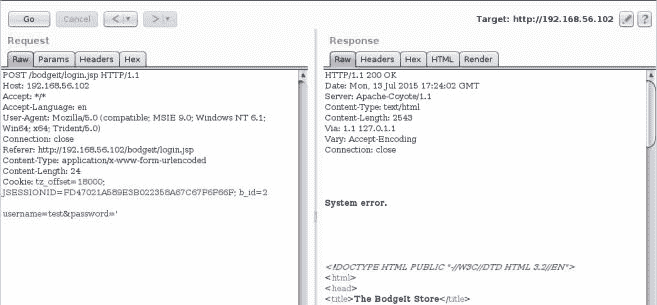 Go
Cancel
< >
Target: http://192.168.56.102
?
Request
Raw Params Headers Hex
POST /bodgeit/login.jsp HTTP/1.1
Host: 192.168.56.102
Accept: */*
Accept-Language: en
User-Agent: Mozilla/5.0 (compatible; MSIE 9.0; Windows NT 6.1;
Win64; x64; Trident/5.0)
Connection: close
Referer: http://192.168.56.102/bodgeit/login.jsp
Content-Type: application/x-www-form-urlencoded
Content-Length: 24
Cookie: tz_offset=18000;
JSESSIONID=FD47021A589E3B022358A67C67F6F66F; b_id=2
username=test&password='
Response
Raw Headers Hex HTML Render
HTTP/1.1 200 OK
Date: Mon, 13 Jul 2015 17:24:02 GMT
Server: Apache-Coyote/1.1
Content-Type: text/html
Content-Length: 2543
Via: 1.1 127.0.1.1
Vary: Accept-Encoding
Connection: close
System error.
<!DOCTYPE HTML PUBLIC "-//W3C//DTD HTML 3.2//EN">
<html>
<head>
<title>The BodgeIt Store</title>